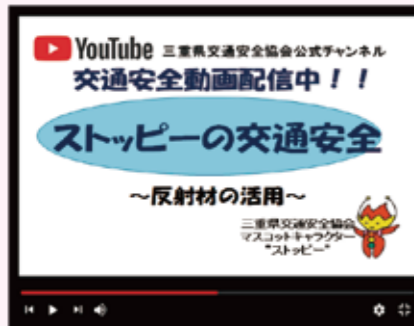 YouTube 三重県交通安全協会公式チャンネル
交通安全動画配信中！！
ストッピーの交通安全
～反射材の活用～
三重県交通安全協会
マスコットキャラクター
"ストッピー"